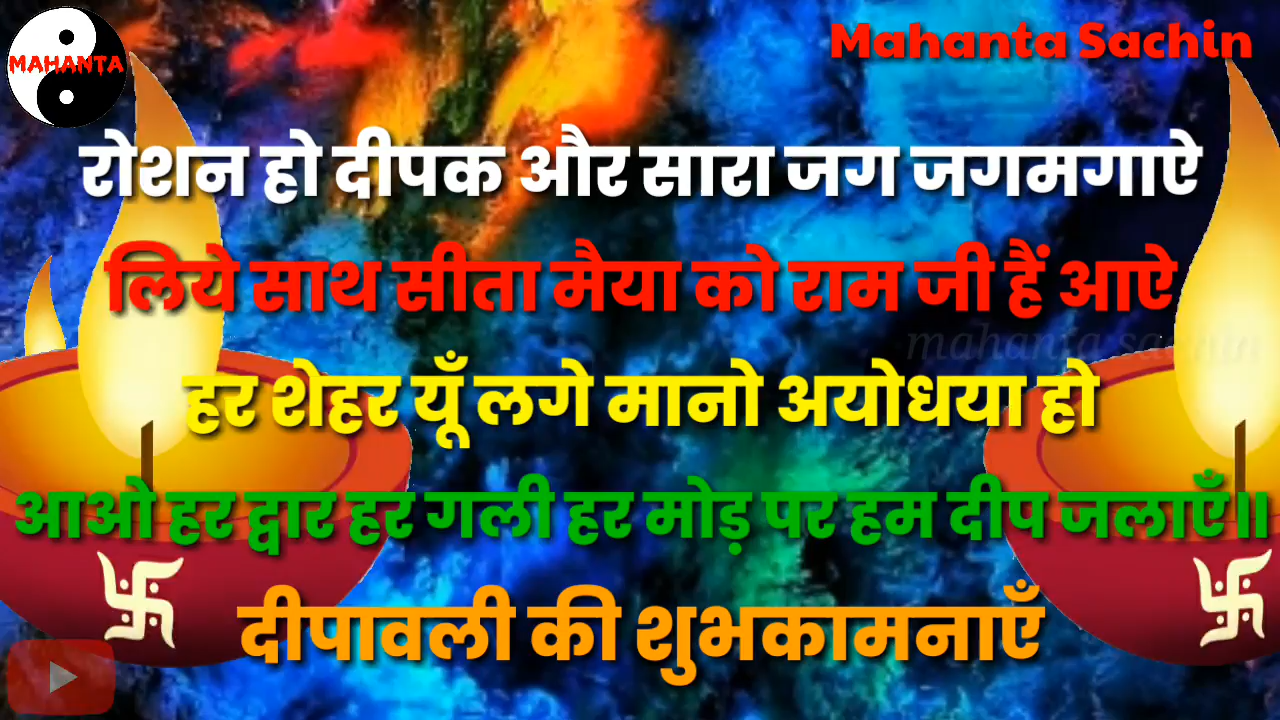 MAHANTA
Mahanta Sachin
रोशन हो दीपक और सारा जग जगमगाऐ
लिये साथ सीता मैया को राम जी हैं आऐ
mahanta sachin
हर शेहर यूँ लगे मानो अयोधया हो
आओ हर द्वार हर गली हर मोड़ पर हम दीप जलाएँ॥
दीपावली की शुभकामनाएँ